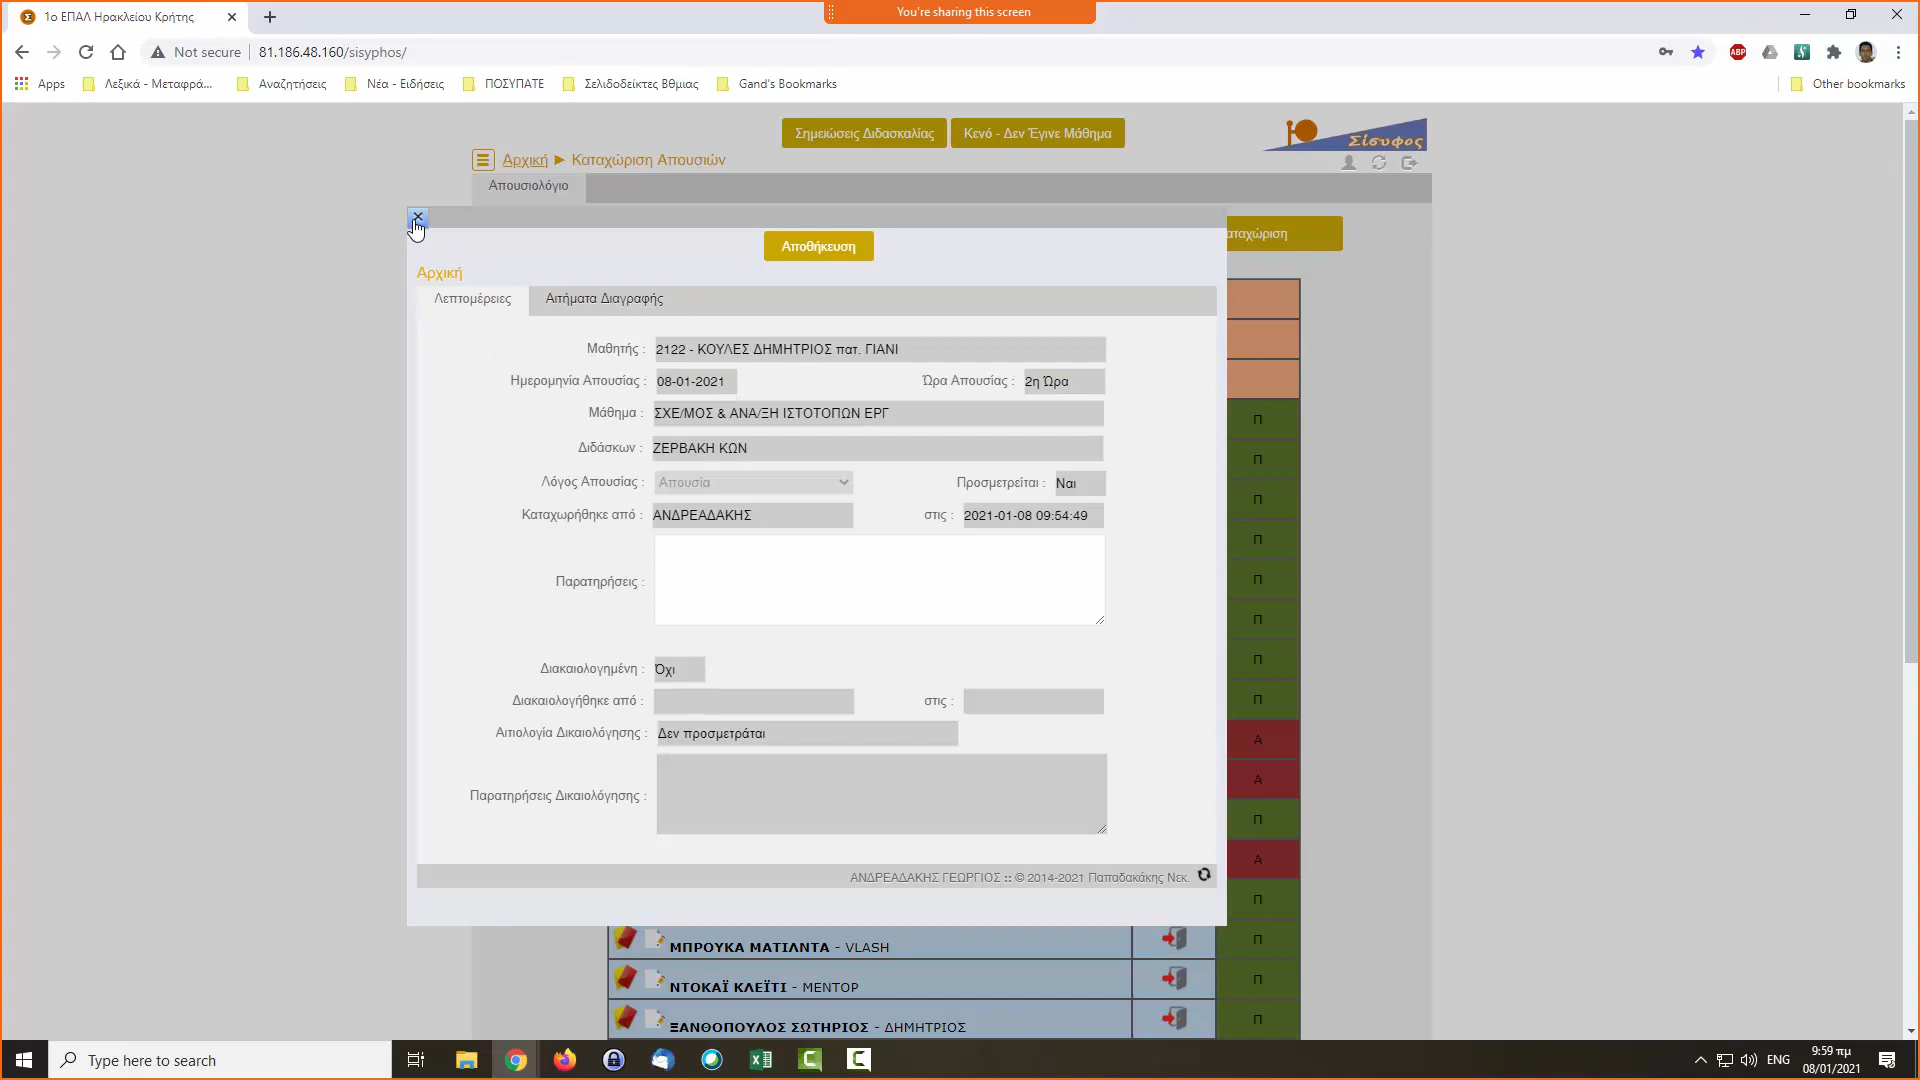 1ο ΕΠΑΛ Ηρακλείου Κρήτης
You're sharing this screen
Not secure
81.186.48.160/sisyphos/
ABP
Apps
Λεξικά - Μεταφρά...
Αναζητήσεις
Νέα - Ειδήσεις
ΠΟΣΥΠΑΤΕ
Σελιδοδείκτες Βθμιας
Gand's Bookmarks
Other bookmarks
Σημειώσεις Διδασκαλίας
Κενό - Δεν Έγινε Μάθημα
Σίσυφος
Αρχική ► Καταχώριση Απουσιών
Απουσιολόγιο
αταχώριση
Αποθήκευση
Αρχική
Λεπτομέρειες
Αιτήματα Διαγραφής
Μαθητής : 2122 - ΚΟΥΛΕΣ ΔΗΜΗΤΡΙΟΣ πατ. ΓΙΑΝΙ
Ημερομηνία Απουσίας : 08-01-2021 Ώρα Απουσίας : 2η Ώρα
Μάθημα : ΣΧΕ/ΜΟΣ & ΑΝΑ/ΞΗ ΙΣΤΟΤΟΠΩΝ ΕΡΓ
Διδάσκων : ΖΕΡΒΑΚΗ ΚΩΝ
Λόγος Απουσίας : Απουσία Προσμετρείται : Ναι
Καταχωρήθηκε από : ΑΝΔΡΕΑΔΑΚΗΣ στις : 2021-01-08 09:54:49
Παρατηρήσεις :
Διακαιολογημένη : Όχι
Διακαιολογήθηκε από : στις :
Αιτιολογία Δικαιολόγησης : Δεν προσμετράται
Παρατηρήσεις Δικαιολόγησης :
ΑΝΔΡΕΑΔΑΚΗΣ ΓΕΩΡΓΙΟΣ :: © 2014-2021 Παπαδακάκης Νεκ.
Π
Π
Π
Π
Π
Π
Π
Π
Α
Α
Π
Α
Π
ΜΠΡΟΥΚΑ ΜΑΤΙΛΝΤΑ - VLASH Π
ΝΤΟΚΑΪ ΚΛΕΪΤΙ - MENTOP Π
ΞΑΝΘΟΠΟΥΛΟΣ ΣΩΤΗΡΙΟΣ - ΔΗΜΗΤΡΙΟΣ Π
Type here to search
ENG
9:59 πμ
08/01/2021